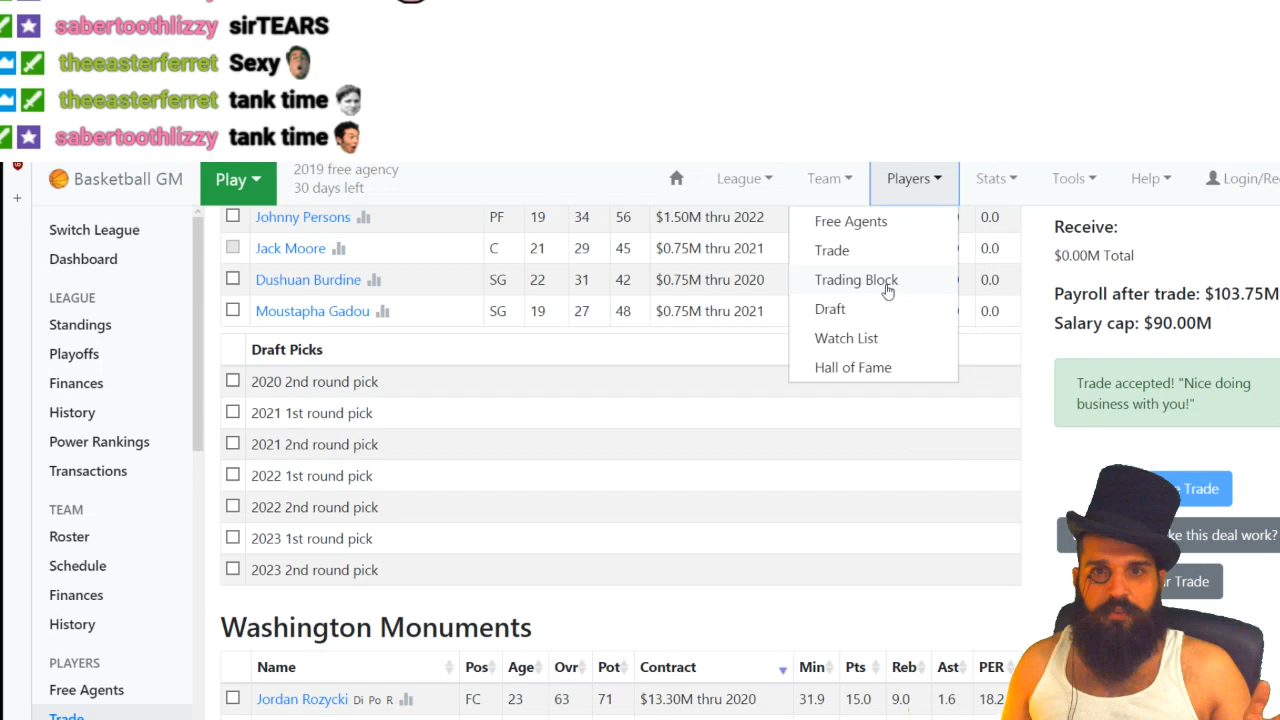 sabertoothlizzy sirTEARS
theeasterferret Sexy
theeasterferret tank time
sabertoothlizzy tank time
Basketball GM
Play
2019 free agency
30 days left
League
Team
Players
Stats
Tools
Help
Login/Re
Switch League
Dashboard
LEAGUE
Standings
Playoffs
Finances
History
Power Rankings
Transactions
TEAM
Roster
Schedule
Finances
History
PLAYERS
Free Agents
Trade
Johnny Persons PF 19 34 56 $1.50M thru 2022 0.0
Jack Moore C 21 29 45 $0.75M thru 2021 0.0
Dushuan Burdine SG 22 31 42 $0.75M thru 2020 0.0
Moustapha Gadou SG 19 27 48 $0.75M thru 2021 0.0
Free Agents
Trade
Trading Block
Draft
Watch List
Hall of Fame
Draft Picks
2020 2nd round pick
2021 1st round pick
2021 2nd round pick
2022 1st round pick
2022 2nd round pick
2023 1st round pick
2023 2nd round pick
Washington Monuments
Name Pos Age Ovr Pot Contract Min Pts Reb Ast PER
Jordan Rozycki Di Po R FC 23 63 71 $13.30M thru 2020 31.9 15.0 9.0 1.6 18.2
Receive:
$0.00M Total
Payroll after trade: $103.75M
Salary cap: $90.00M
Trade accepted! "Nice doing
business with you!"
Trade
ke this deal work?
r Trade